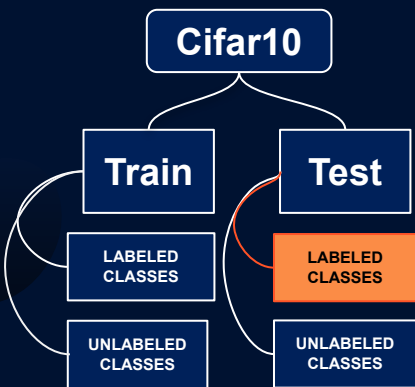 Cifar10
Train
Test
LABELED
CLASSES
LABELED
CLASSES
UNLABELED
CLASSES
UNLABELED
CLASSES